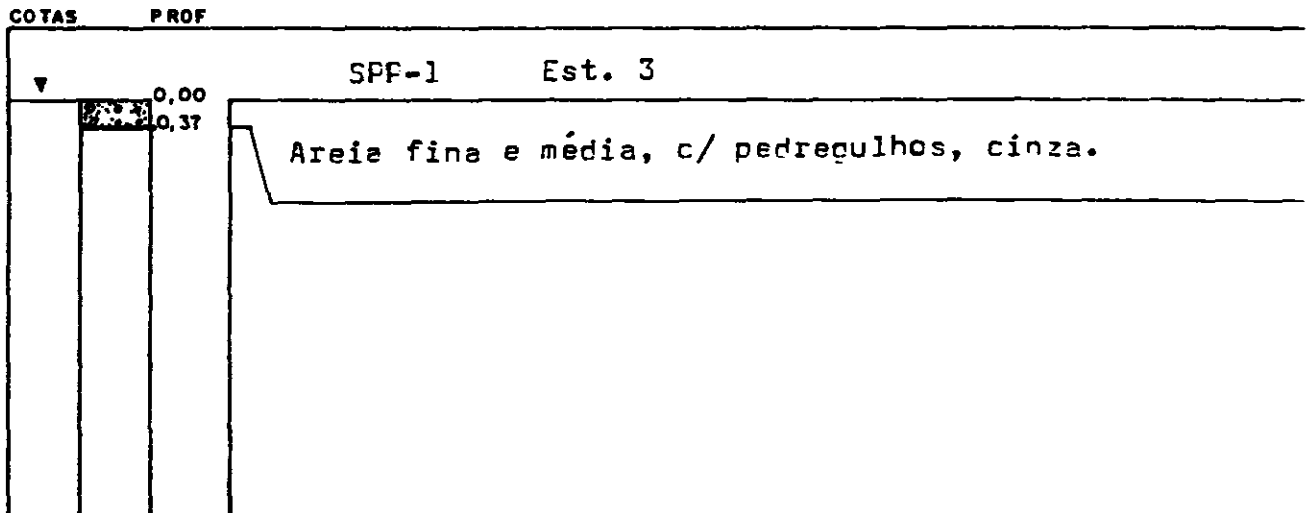 COTAS PROF
SPF-1 Est. 3
0,00
0,37
Areia fina e média, c/ pedregulhos, cinza.